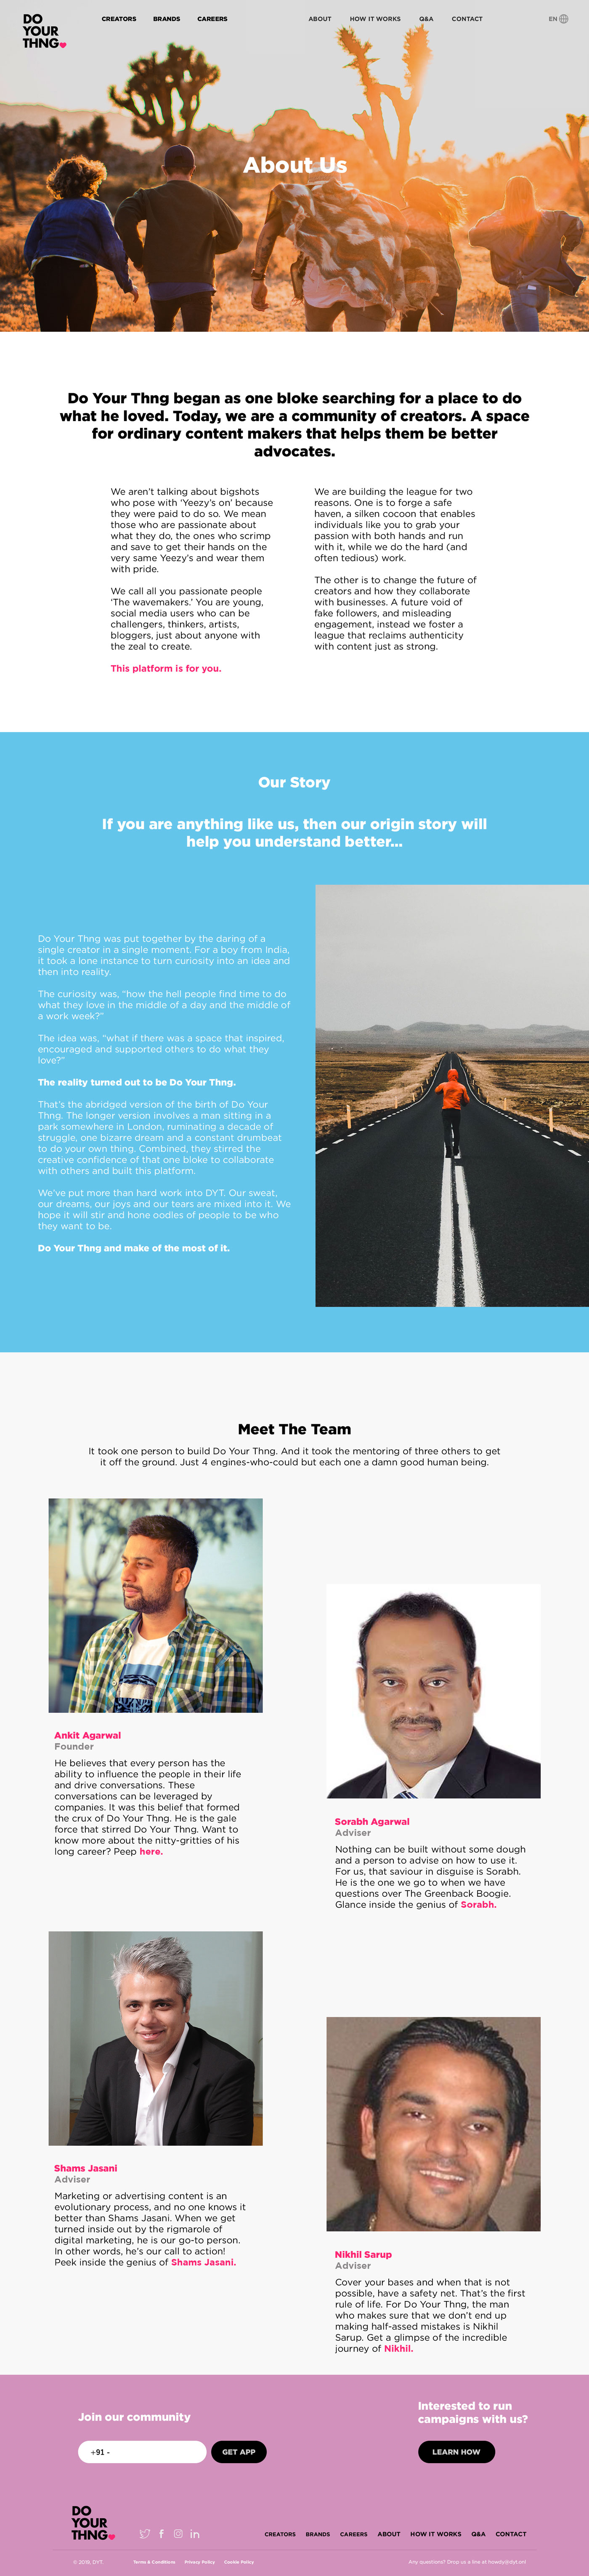 DO
YOUR
THNG
CREATORS BRANDS CAREERS
ABOUT HOW IT WORKS Q&A CONTACT
EN
About Us
Do Your Thng began as one bloke searching for a place to do
what he loved. Today, we are a community of creators. A space
for ordinary content makers that helps them be better
advocates.
We aren’t talking about bigshots
who pose with ‘Yeezy’s on’ because
they were paid to do so. We mean
those who are passionate about
what they do, the ones who scrimp
and save to get their hands on the
very same Yeezy’s and wear them
with pride.
We call all you passionate people
‘The wavemakers.’ You are young,
social media users who can be
challengers, thinkers, artists,
bloggers, just about anyone with
the zeal to create.
This platform is for you.
We are building the league for two
reasons. One is to forge a safe
haven, a silken cocoon that enables
individuals like you to grab your
passion with both hands and run
with it, while we do the hard (and
often tedious) work.
The other is to change the future of
creators and how they collaborate
with businesses. A future void of
fake followers, and misleading
engagement, instead we foster a
league that reclaims authenticity
with content just as strong.
Our Story
If you are anything like us, then our origin story will
help you understand better...
Do Your Thng was put together by the daring of a
single creator in a single moment. For a boy from India,
it took a lone instance to turn curiosity into an idea and
then into reality.
The curiosity was, “how the hell people find time to do
what they love in the middle of a day and the middle of
a work week?”
The idea was, “what if there was a space that inspired,
encouraged and supported others to do what they
love?”
The reality turned out to be Do Your Thng.
That’s the abridged version of the birth of Do Your
Thng. The longer version involves a man sitting in a
park somewhere in London, ruminating a decade of
struggle, one bizarre dream and a constant drumbeat
to do your own thing. Combined, they stirred the
creative confidence of that one bloke to collaborate
with others and built this platform.
We’ve put more than hard work into DYT. Our sweat,
our dreams, our joys and our tears are mixed into it. We
hope it will stir and hone oodles of people to be who
they want to be.
Do Your Thng and make of the most of it.
Meet The Team
It took one person to build Do Your Thng. And it took the mentoring of three others to get
it off the ground. Just 4 engines-who-could but each one a damn good human being.
Ankit Agarwal
Founder
He believes that every person has the
ability to influence the people in their life
and drive conversations. These
conversations can be leveraged by
companies. It was this belief that formed
the crux of Do Your Thng. He is the gale
force that stirred Do Your Thng. Want to
know more about the nitty-gritties of his
long career? Peep here.
Sorabh Agarwal
Adviser
Nothing can be built without some dough
and a person to advise on how to use it.
For us, that saviour in disguise is Sorabh.
He is the one we go to when we have
questions over The Greenback Boogie.
Glance inside the genius of Sorabh.
Shams Jasani
Adviser
Marketing or advertising content is an
evolutionary process, and no one knows it
better than Shams Jasani. When we get
turned inside out by the rigmarole of
digital marketing, he is our go-to person.
In other words, he’s our call to action!
Peek inside the genius of Shams Jasani.
Nikhil Sarup
Adviser
Cover your bases and when that is not
possible, have a safety net. That’s the first
rule of life. For Do Your Thng, the man
who makes sure that we don’t end up
making half-assed mistakes is Nikhil
Sarup. Get a glimpse of the incredible
journey of Nikhil.
Join our community
+91 -
GET APP
Interested to run
campaigns with us?
LEARN HOW
DO
YOUR
THNG
CREATORS BRANDS CAREERS ABOUT HOW IT WORKS Q&A CONTACT
© 2019, DYT.
Terms & Conditions Privacy Policy Cookie Policy
Any questions? Drop us a line at howdy@dyt.onl